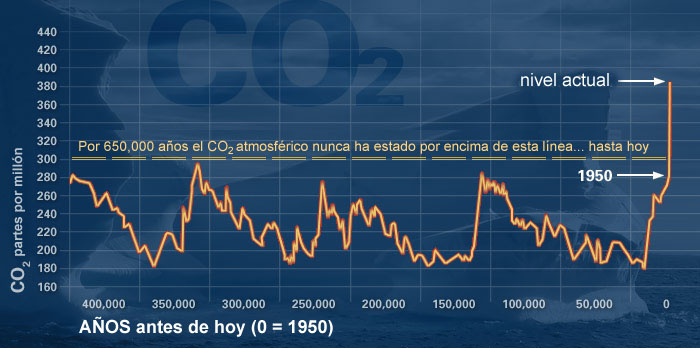 CO2
440
420
400
380
360
340
320
300
280
260
240
220
200
180
160
CO2 partes por millón
nivel actual
Por 650,000 años el CO2 atmosférico nunca ha estado por encima de esta línea... hasta hoy
1950
400,000 350,000 300,000 250,000 200,000 150,000 100,000 50,000 0
AÑOS antes de hoy (0 = 1950)